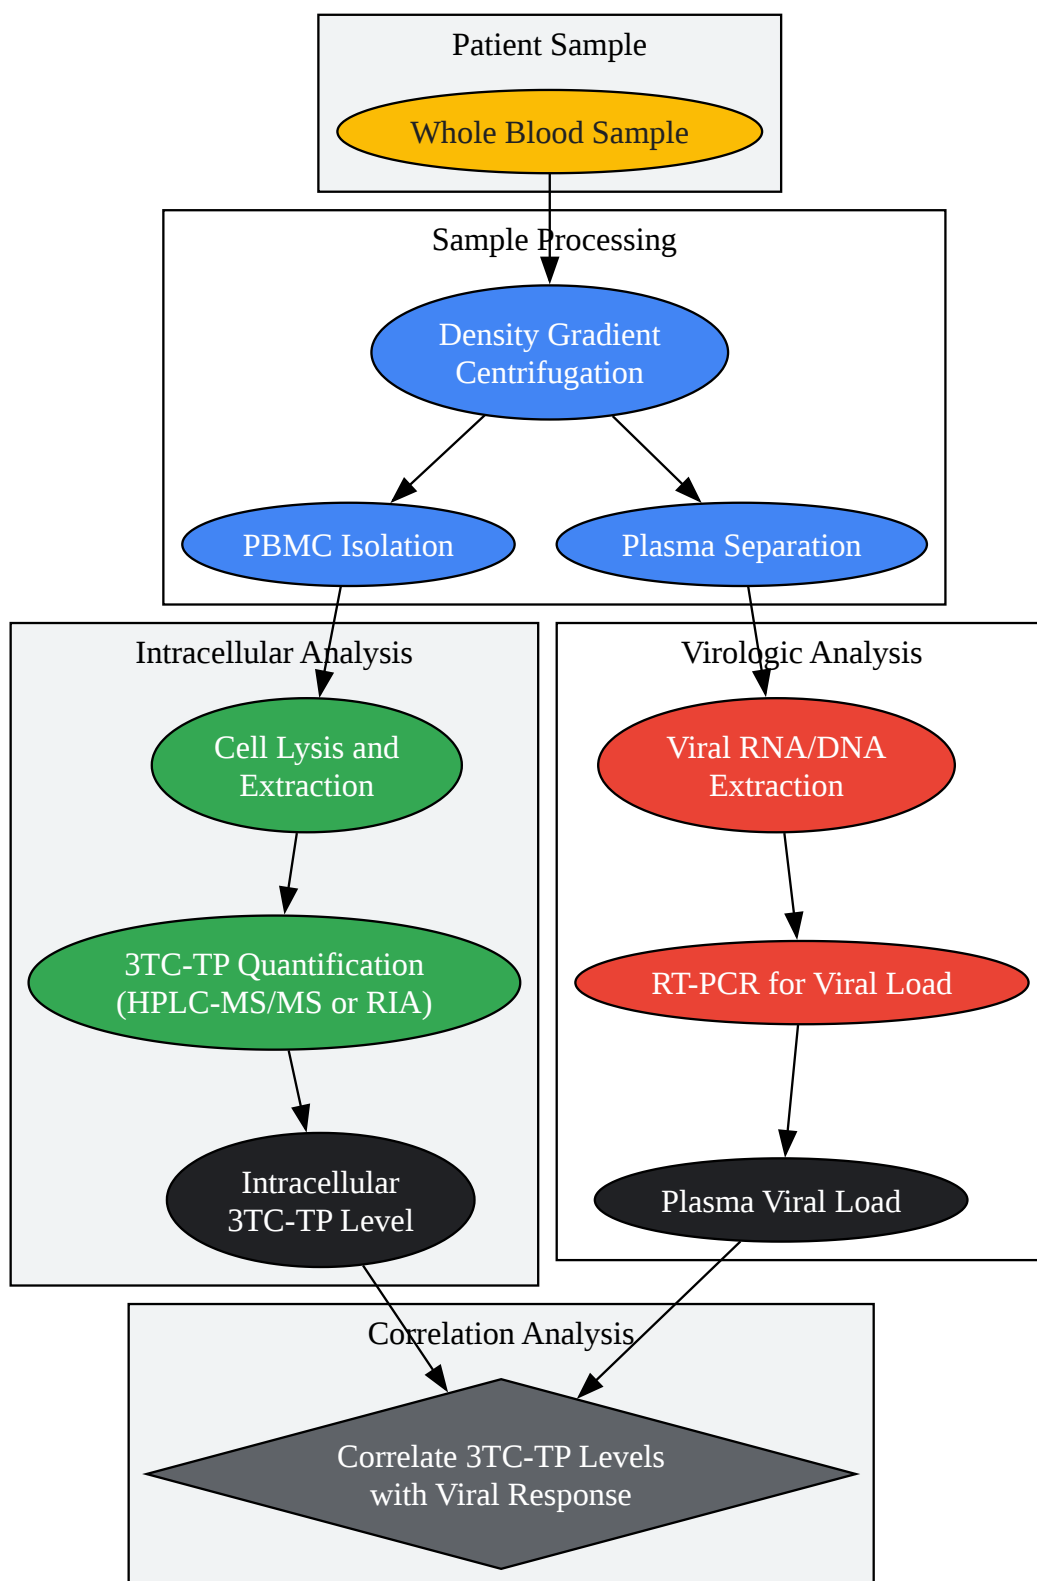 Patient Sample
Whole Blood Sample
Sample Processing
Density Gradient
Centrifugation
PBMC Isolation
Plasma Separation
Intracellular Analysis
Cell Lysis and
Extraction
3TC-TP Quantification
(HPLC-MS/MS or RIA)
Intracellular
3TC-TP Level
Virologic Analysis
Viral RNA/DNA
Extraction
RT-PCR for Viral Load
Plasma Viral Load
Correlation Analysis
Correlate 3TC-TP Levels
with Viral Response